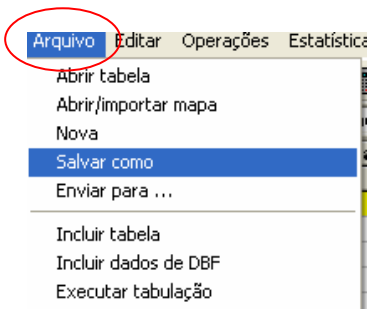 Arquivo Editar Operações Estatística
Abrir tabela
Abrir/importar mapa
Nova
Salvar como
Enviar para ...
Incluir tabela
Incluir dados de DBF
Executar tabulação